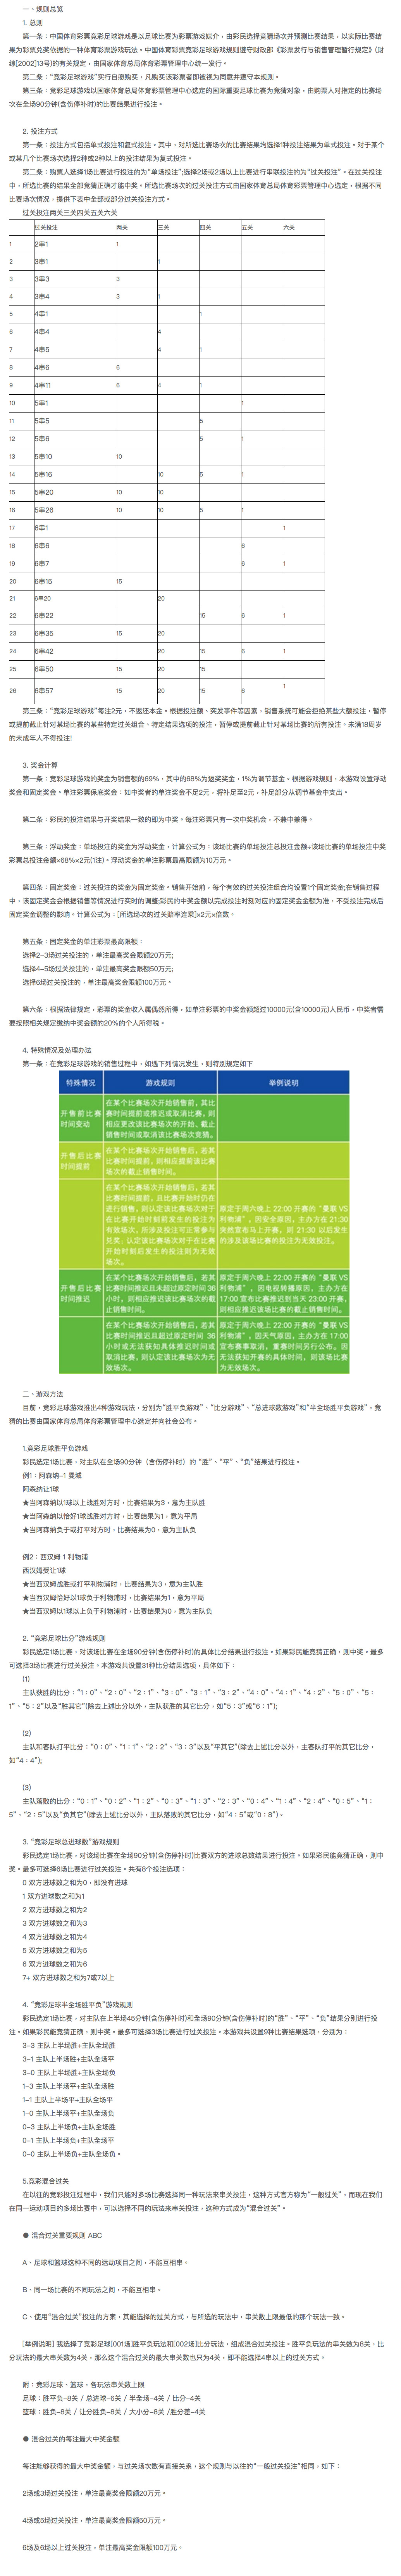 一、规则总览
1. 总则
第一条：中国体育彩票竞彩足球游戏是以足球比赛为彩票游戏媒介，由彩民选择竞猜场次并预测比赛结果，以实际比赛结
果为彩票兑奖依据的一种体育彩票游戏玩法。中国体育彩票竞彩足球游戏规则遵守财政部《彩票发行与销售管理暂行规定》(财
综[2002]13号)的有关规定，由国家体育总局体育彩票管理中心统一发行。
第二条：“竞彩足球游戏”实行自愿购买，凡购买该彩票者即被视为同意并遵守本规则。
第三条：竞彩足球游戏以国家体育总局体育彩票管理中心选定的国际重要足球比赛为竞猜对象，由购票人对指定的比赛场
次在全场90分钟(含伤停补时)的比赛结果进行投注。
2. 投注方式
第一条：投注方式包括单式投注和复式投注。其中，对所选比赛场次的比赛结果均选择1种投注结果为单式投注。对于某个
或某几个比赛场次选择2种或2种以上的投注结果为复式投注。
第二条：购票人选择1场比赛进行投注的为“单场投注”;选择2场或2场以上比赛进行串联投注的为“过关投注”。在过关投注
中，所选比赛的结果全部竞猜正确才能中奖。所选比赛场次的过关投注方式由国家体育总局体育彩票管理中心选定，根据不同
比赛场次情况，提供下表中全部或部分过关投注方式。
过关投注两关三关四关五关六关
过关投注 两关 三关 四关 五关 六关
1 2串1 1
2 3串1 1
3 3串3 3
4 3串4 3 1
5 4串1 1
6 4串4 4
7 4串5 4 1
8 4串6 6
9 4串11 6 4 1
10 5串1 1
11 5串5 5
12 5串6 5 1
13 5串10 10
14 5串16 10 5 1
15 5串20 10 10
16 5串26 10 10 5 1
17 6串1 1
18 6串6 6
19 6串7 6 1
20 6串15 15
21 6串20 20
22 6串22 15 6 1
23 6串35 15 20
24 6串42 20 15 6 1
25 6串50 15 20 15
26 6串57 15 20 15 6 1
第三条：“竞彩足球游戏”每注2元，不返还本金。根据投注额、突发事件等因素，销售系统可能会拒绝某些大额投注，暂停
或提前截止针对某场比赛的某些特定过关组合、特定结果选项的投注，暂停或提前截止针对某场比赛的所有投注。未满18周岁
的未成年人不得投注!
3. 奖金计算
第一条：竞彩足球游戏的奖金为销售额的69%，其中的68%为返奖奖金，1%为调节基金。根据游戏规则，本游戏设置浮动
奖金和固定奖金。单注彩票保底奖金：如中奖者的单注奖金不足2元，将补足至2元，补足部分从调节基金中支出。
第二条：彩民的投注结果与开奖结果一致的即为中奖。每注彩票只有一次中奖机会，不兼中兼得。
第三条：浮动奖金：单场投注的奖金为浮动奖金，计算公式为：该场比赛的单场投注总投注金额÷该场比赛的单场投注中奖
彩票总投注金额×68%×2元(1注)。浮动奖金的单注彩票最高限额为10万元。
第四条：固定奖金：过关投注的奖金为固定奖金。销售开始前，每个有效的过关投注组合均设置1个固定奖金;在销售过程
中，该固定奖金会根据销售等情况进行实时的调整;彩民的中奖金额以完成投注时刻对应的固定奖金金额为准，不受投注完成后
固定奖金调整的影响。计算公式为：[所选场次的过关赔率连乘]×2元×倍数。
第五条：固定奖金的单注彩票最高限额：
选择2-3场过关投注的，单注最高奖金限额20万元;
选择4-5场过关投注的，单注最高奖金限额50万元;
选择6场过关投注的，单注最高奖金限额100万元。
第六条：根据法律规定，彩票的奖金收入属偶然所得，如单注彩票的中奖金额超过10000元(含10000元)人民币，中奖者需
要按照相关规定缴纳中奖金额的20%的个人所得税。
4. 特殊情况及处理办法
第一条：在竞彩足球游戏的销售过程中，如遇下列情况发生，则特别规定如下
特殊情况 游戏规则 举例说明
开售前比赛
时间变动
在某个比赛场次开始销售前，其比
赛时间提前或推迟或取消比赛，则
相应更改该比赛场次的开始、截止
销售时间或取消该比赛场次竞猜。
开售后比赛
时间提前
在某个比赛场次开始销售后，若其
比赛时间提前，则相应提前该比赛
场次的截止销售时间。
在某个比赛场次开始销售后，若其
比赛时间提前，且比赛开始时仍在
进行销售，则认定该比赛场次对于
在比赛开始时刻前发生的投注为
有效场次，所涉及投注可正常参与
兑奖，认定该比赛场次对于在比赛
开始时刻后发生的投注则为无效
场次。
原定于周六晚上 22:00 开赛的“曼联 VS
利物浦”，因安全原因，主办方在 21:30
突然宣布马上开赛，则 21:30 以后发生
的涉及该场比赛的投注为无效投注。
开售后比赛
时间推迟
在某个比赛场次开始销售后，若其
比赛时间推迟且未超过原定时间 36
小时，则相应推迟该比赛场次的截
止销售时间。
原定于周六晚上 22:00 开赛的“曼联 VS
利物浦”，因电视转播原因，主办方在
17:00 宣布比赛推迟到当天 23:00 开赛，
则相应推迟该场比赛的截止销售时间。
在某个比赛场次开始销售后，若其
比赛时间推迟且超过原定时间 36
小时或无法获知具体推迟时间或
取消比赛，则认定该比赛场次为无
效场次。
原定于周六晚上 22:00 开赛的“曼联 VS
利物浦”，因天气原因，主办方在 17:00
宣布赛事取消，重赛时间另行公布。因
无法获知开赛的具体时间，则该场比赛
为无效场次。
二、游戏方法
目前，竞彩足球游戏推出4种游戏玩法，分别为“胜平负游戏”、“比分游戏”、“总进球数游戏”和“半全场胜平负游戏”，竞
猜的比赛由国家体育总局体育彩票管理中心选定并向社会公布。
1.竞彩足球胜平负游戏
彩民选定1场比赛，对主队在全场90分钟（含伤停补时）的 “胜”、“平”、“负”结果进行投注。
例1：阿森纳-1 曼城
阿森纳让1球
★当阿森纳以1球以上战胜对方时，比赛结果为3，意为主队胜
★当阿森纳以恰好1球战胜对方时，比赛结果为1，意为平局
★当阿森纳负于或打平对方时，比赛结果为0，意为主队负
例2：西汉姆 1 利物浦
西汉姆受让1球
★当西汉姆战胜或打平利物浦时，比赛结果为3，意为主队胜
★当西汉姆恰好以1球负于利物浦时，比赛结果为1，意为平局
★当西汉姆以1球以上负于利物浦时，比赛结果为0，意为主队负
2. “竞彩足球比分”游戏规则
彩民选定1场比赛，对该场比赛在全场90分钟(含伤停补时)的具体比分结果进行投注。如果彩民能竞猜正确，则中奖。最多
可选择3场比赛进行过关投注。本游戏共设置31种比分结果选项，具体如下：
(1)
主队获胜的比分：“1：0”、“2：0”、“2：1”、“3：0”、“3：1”、“3：2”、“4：0”、“4：1”、“4：2”、“5：0”、“5：
1”、“5：2”以及“胜其它”(除去上述比分以外，主队获胜的其它比分，如“5：3”或“6：1”);
(2)
主队和客队打平比分：“0：0”、“1：1”、“2：2”、“3：3”以及“平其它”(除去上述比分以外，主客队打平的其它比分，
如“4：4”);
(3)
主队落败的比分：“0：1”、“0：2”、“1：2”、“0：3”、“1：3”、“2：3”、“0：4”、“1：4”、“2：4”、“0：5”、“1：
5”、“2：5”以及“负其它”(除去上述比分以外，主队落败的其它比分，如“4：5”或“0：8”)。
3. “竞彩足球总进球数”游戏规则
彩民选定1场比赛，对该场比赛在全场90分钟(含伤停补时)比赛双方的进球总数结果进行投注。如果彩民能竞猜正确，则中
奖。最多可选择6场比赛进行过关投注。共有8个投注选项：
0 双方进球数之和为0，即没有进球
1 双方进球数之和为1
2 双方进球数之和为2
3 双方进球数之和为3
4 双方进球数之和为4
5 双方进球数之和为5
6 双方进球数之和为6
7+ 双方进球数之和为7或7以上
4. “竞彩足球半全场胜平负”游戏规则
彩民选定1场比赛，对主队在上半场45分钟(含伤停补时)和全场90分钟(含伤停补时)的“胜”、“平”、“负”结果分别进行投
注。如果彩民能竞猜正确，则中奖。最多可选择3场比赛进行过关投注。本游戏共设置9种比赛结果选项，分别为：
3-3 主队上半场胜+主队全场胜
3-1 主队上半场胜+主队全场平
3-0 主队上半场胜+主队全场负
1-3 主队上半场平+主队全场胜
1-1 主队上半场平+主队全场平
1-0 主队上半场平+主队全场负
0-3 主队上半场负+主队全场胜
0-1 主队上半场负+主队全场平
0-0 主队上半场负+主队全场负。
5.竞彩混合过关
在以往的竞彩投注过程中，我们只能对多场比赛选择同一种玩法来串关投注，这种方式官方称为“一般过关”，而现在我们
在同一运动项目的多场比赛中，可以选择不同的玩法来串关投注，这种方式成为“混合过关”。
● 混合过关重要规则 ABC
A、足球和篮球这种不同的运动项目之间，不能互相串。
B、同一场比赛的不同玩法之间，不能互相串。
C、使用“混合过关”投注的方案，其能选择的过关方式，与所选的玩法中，串关数上限最低的那个玩法一致。
[举例说明] 我选择了竞彩足球[001场]胜平负玩法和[002场]比分玩法，组成混合过关投注。胜平负玩法的串关数为8关，比
分玩法的最大串关数为4关，那么这个混合过关的最大串关数也只为4关，即不能选择4串以上的过关方式。
附：竞彩足球、篮球，各玩法串关数上限
足球：胜平负-8关 / 总进球-6关 / 半全场-4关 / 比分-4关
篮球：胜负-8关 / 让分胜负-8关 / 大小分-8关 /胜分差-4关
● 混合过关的每注最大中奖金额
每注能够获得的最大中奖金额，与过关场次数有直接关系，这个规则与以往的“一般过关投注”相同，如下：
2场或3场过关投注，单注最高奖金限额20万元。
4场或5场过关投注，单注最高奖金限额50万元。
6场及6场以上过关投注，单注最高奖金限额100万元。